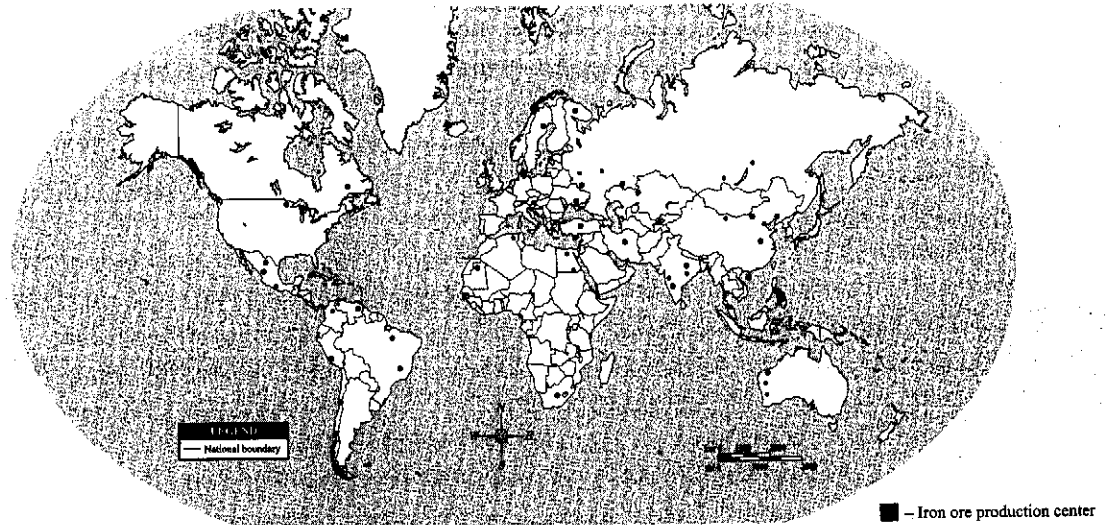 LEGEND
— National boundary
– Iron ore production center